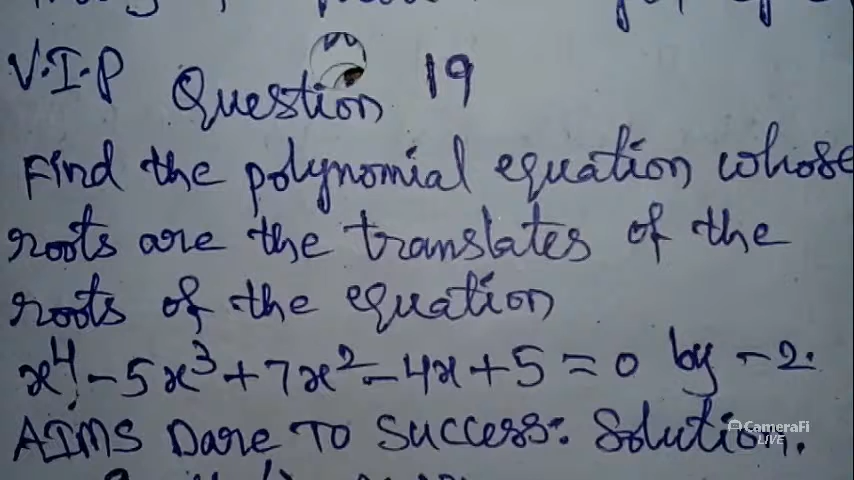 V.I.P Question 19
Find the polynomial equation whose
roots are the translates of the
roots of the equation
x⁴ - 5x³ + 7x² - 4x + 5 = 0 by - 2.
AIMS Dare To Success: Solution.
CameraFi
LIVE